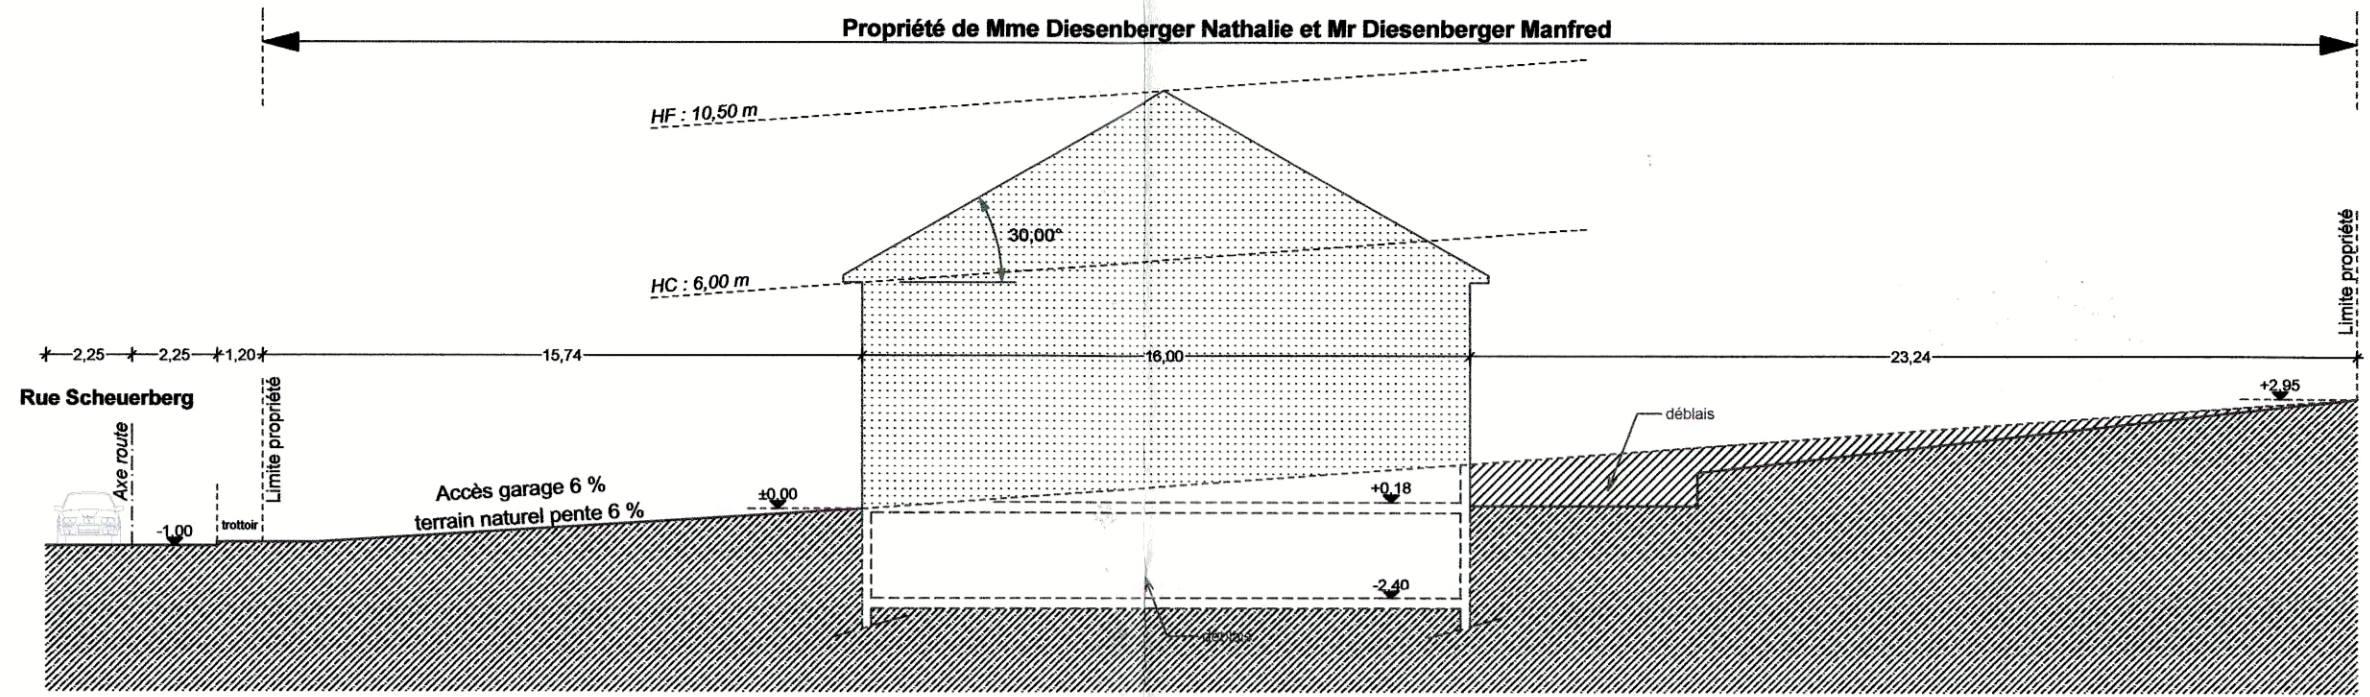 Propriété de Mme Diesenberger Nathalie et Mr Diesenberger Manfred
HF : 10,50 m
30,00°
HC : 6,00 m
Limite propriété
2,25
2,25
1,20
15,74
16,00
23,24
Rue Scheuerberg
Axe route
Limite propriété
+2,95
déblais
Accès garage 6 %
terrain naturel pente 6 %
±0,00
+0,18
-1,00
trottoir
-2,40
déblais